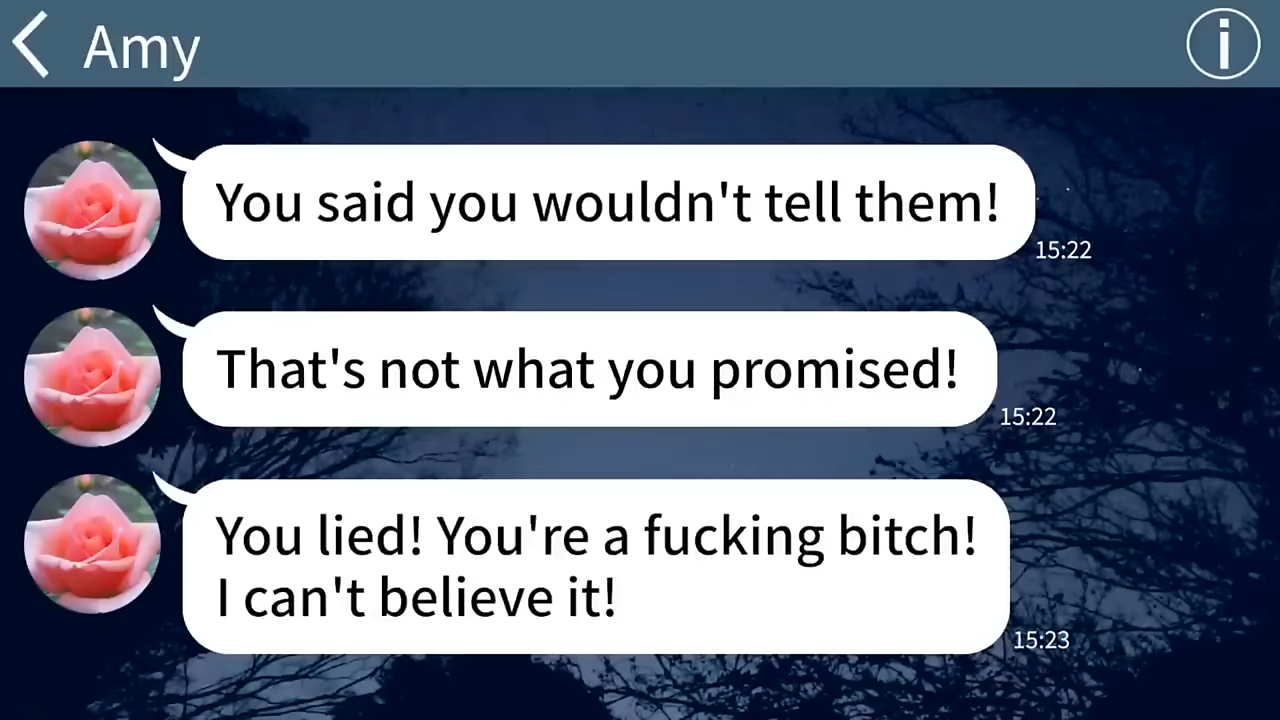 Amy
You said you wouldn't tell them!
15:22
That's not what you promised!
15:22
You lied! You're a fucking bitch!
I can't believe it!
15:23